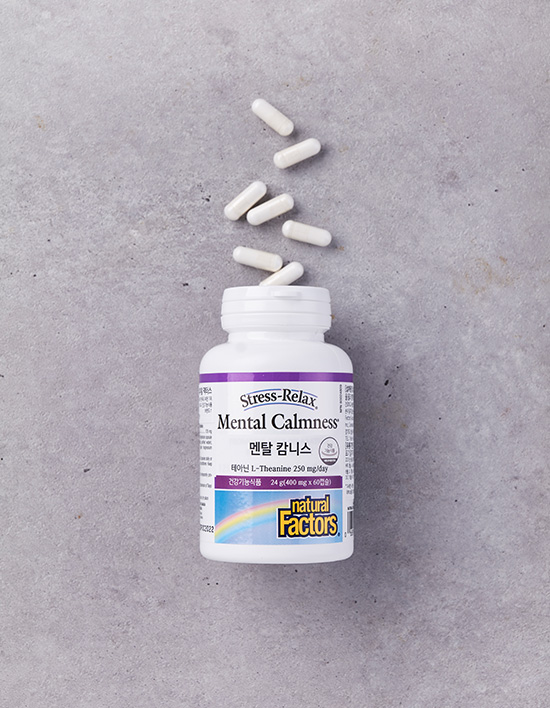 Stress-Relax®
Mental Calmness
멘탈 캄니스
테아닌 L-Theanine 250 mg/day
건강기능식품 24 g(400 mg x 60캡슐)
natural
Factors